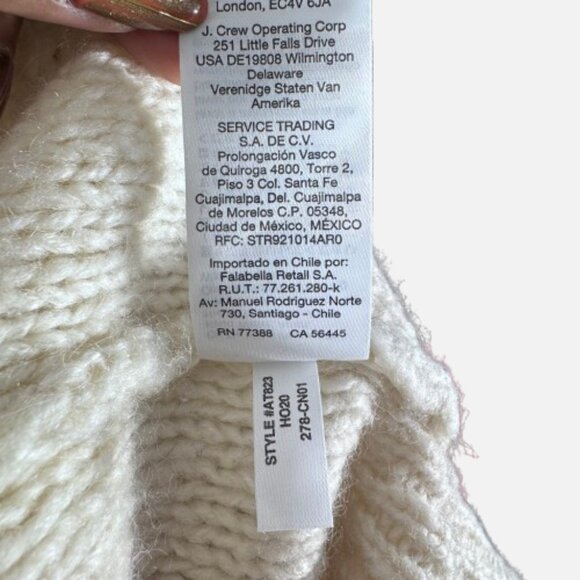 London, EC4V 6JA
J. Crew Operating Corp
251 Little Falls Drive
USA DE19808 Wilmington
Delaware
Verenidge Staten Van
Amerika
SERVICE TRADING
S.A. DE C.V.
Prolongación Vasco
de Quiroga 4800, Torre 2,
Piso 3 Col. Santa Fe
Cuajimalpa, Del. Cuajimalpa
de Morelos C.P. 05348,
Ciudad de México, MÉXICO
RFC: STR921014AR0
Importado en Chile por:
Falabella Retail S.A.
R.U.T.: 77.261.280-k
Av: Manuel Rodriguez Norte
730, Santiago - Chile
RN 77388 CA 56445
STYLE #AT823
HO20
278-CN01